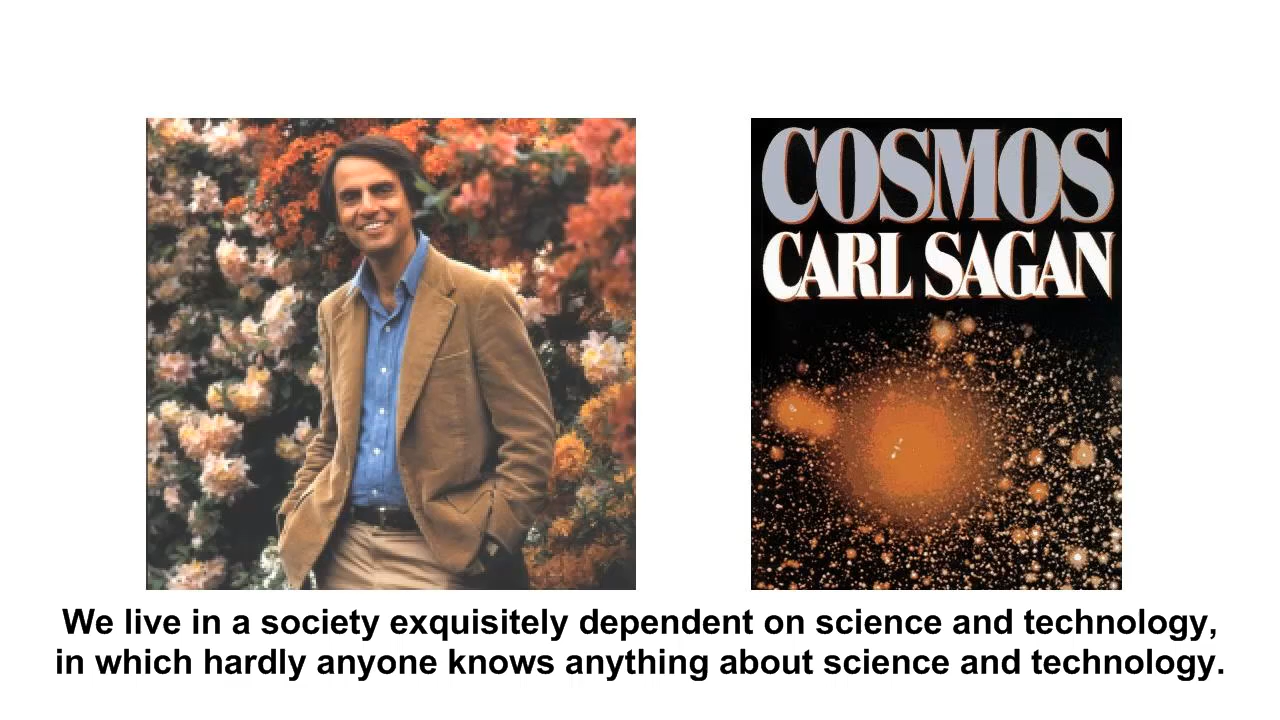 COSMOS
CARL SAGAN
We live in a society exquisitely dependent on science and technology,
in which hardly anyone knows anything about science and technology.